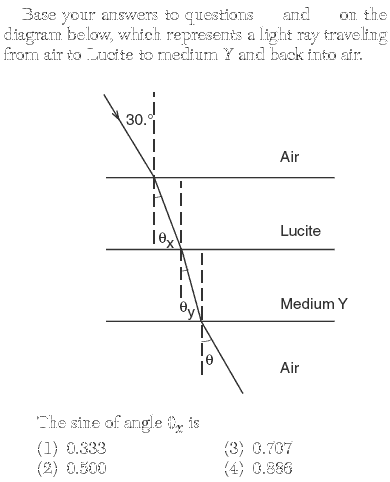 Base your answers to questions and on the
diagram below, which represents a light ray traveling
from air to Lucite to medium Y and back into air.
30.°
Air
Lucite
θx
Medium Y
θy
θ
Air
The sine of angle θx is
(1) 0.333 (3) 0.707
(2) 0.500 (4) 0.886